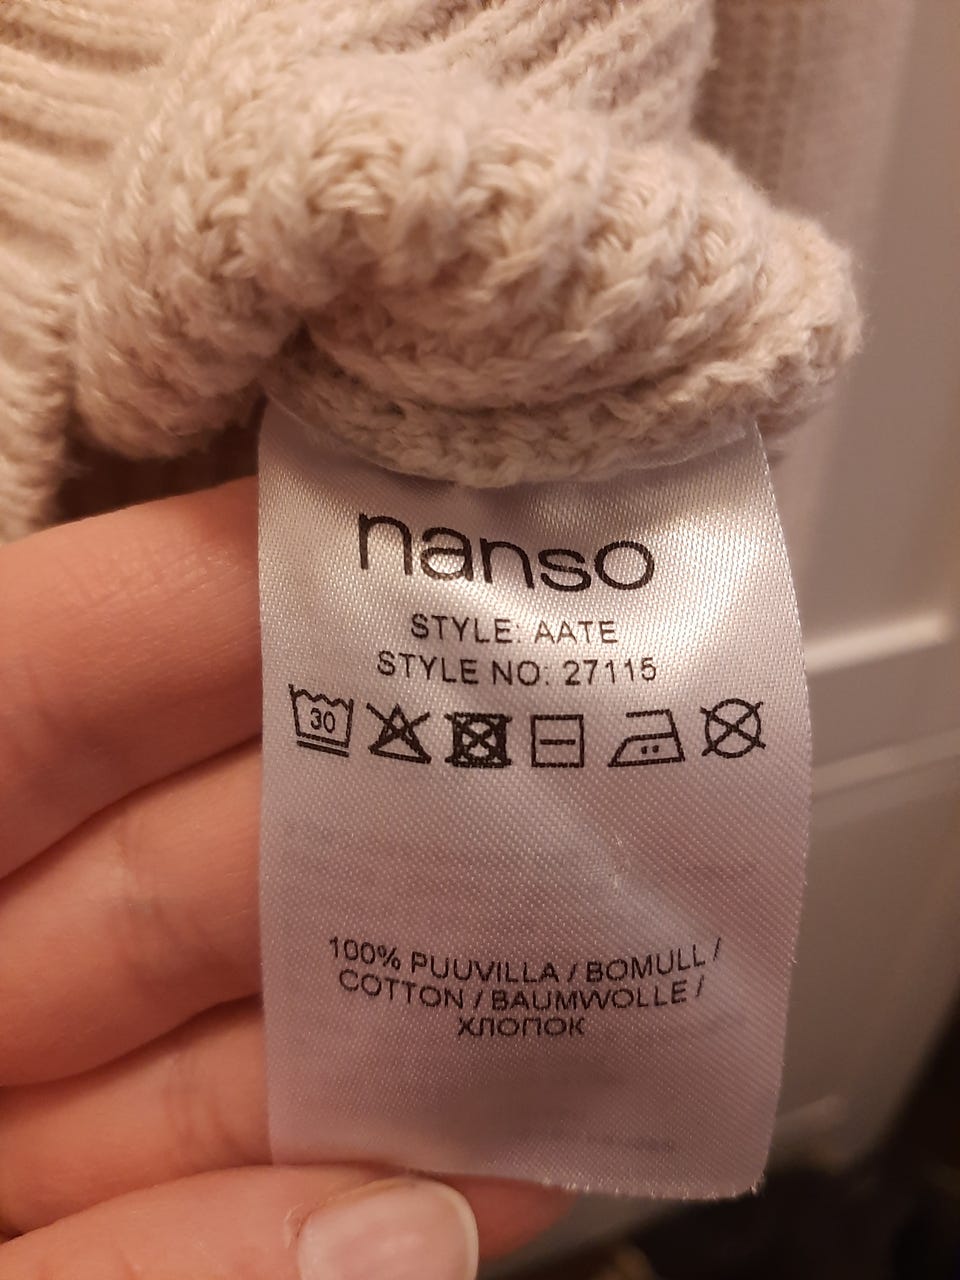 nanso
STYLE: AATE
STYLE NO: 27115
30
100% PUUVILLA / BOMULL /
COTTON / BAUMWOLLE /
ХЛОПОК